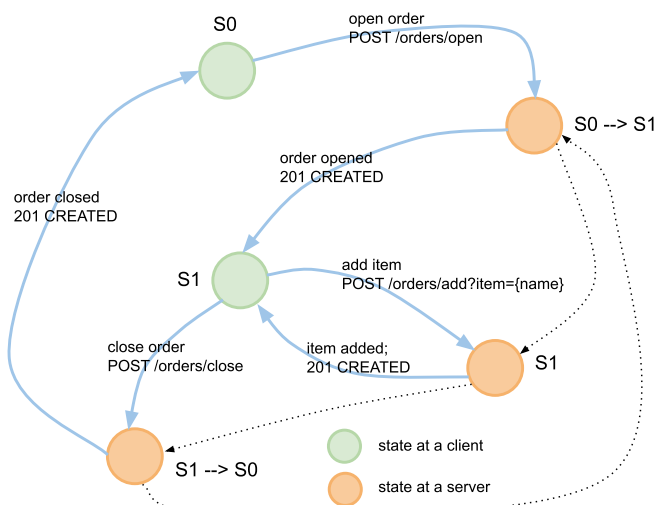 S0
open order
POST /orders/open
S0 --> S1
order opened
201 CREATED
order closed
201 CREATED
S1
add item
POST /orders/add?item={name}
close order
POST /orders/close
item added;
201 CREATED
S1
S1 --> S0
state at a client
state at a server